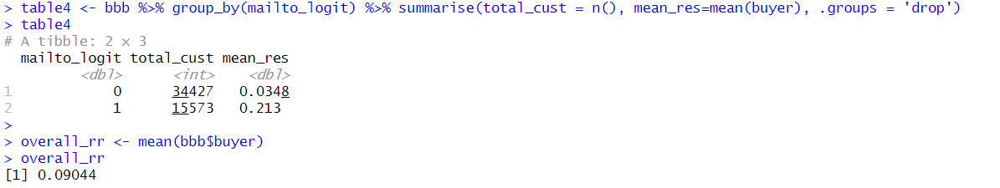 > table4 <- bbb %>% group_by(mailto_logit) %>% summarise(total_cust = n(), mean_res=mean(buyer), .groups = 'drop')
> table4
# A tibble: 2 × 3
  mailto_logit total_cust mean_res
         <dbl>      <int>    <dbl>
1            0      34427   0.0348
2            1      15573   0.213
>
> overall_rr <- mean(bbb$buyer)
> overall_rr
[1] 0.09044